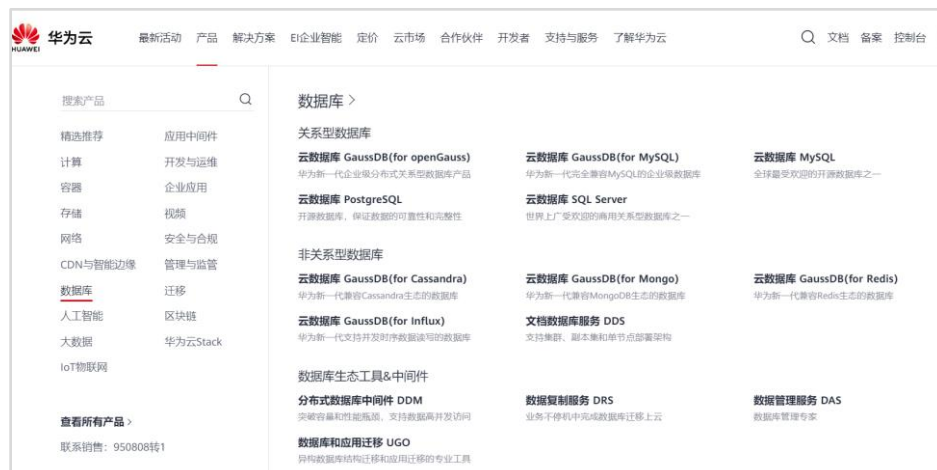 HUAWEI 华为云 最新活动 产品 解决方案 EI企业智能 定价 云市场 合作伙伴 开发者 支持与服务 了解华为云 文档 备案 控制台
搜索产品
精选推荐 应用中间件
计算 开发与运维
容器 企业应用
存储 视频
网络 安全与合规
CDN与智能边缘 管理与监管
数据库 迁移
人工智能 区块链
大数据 华为云Stack
IoT物联网
查看所有产品 >
联系销售：950808转1
数据库 >
关系型数据库
云数据库 GaussDB(for openGauss) 云数据库 GaussDB(for MySQL) 云数据库 MySQL
华为新一代企业级分布式关系型数据库产品 华为新一代完全兼容MySQL的企业级数据库 全球最受欢迎的开源数据库之一
云数据库 PostgreSQL 云数据库 SQL Server
开源数据库，保证数据的可靠性和完整性 世界上广受欢迎的商用关系型数据库之一
非关系型数据库
云数据库 GaussDB(for Cassandra) 云数据库 GaussDB(for Mongo) 云数据库 GaussDB(for Redis)
华为新一代兼容Cassandra生态的数据库 华为新一代兼容MongoDB生态的数据库 华为新一代兼容Redis生态的数据库
云数据库 GaussDB(for Influx) 文档数据库服务 DDS
华为新一代支持并发时序数据读写的数据库 支持集群、副本集和单节点部署架构
数据库生态工具&中间件
分布式数据库中间件 DDM 数据复制服务 DRS 数据管理服务 DAS
突破容量和性能瓶颈，支持数据高并发访问 业务不停机中完成数据库迁移上云 数据库管理专家
数据库和应用迁移 UGO
异构数据库结构迁移和应用迁移的专业工具